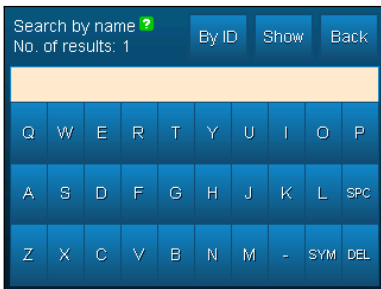 Search by name ?
No. of results: 1
By ID Show Back
Q W E R T Y U I O P
A S D F G H J K L SPC
Z X C V B N M - SYM DEL